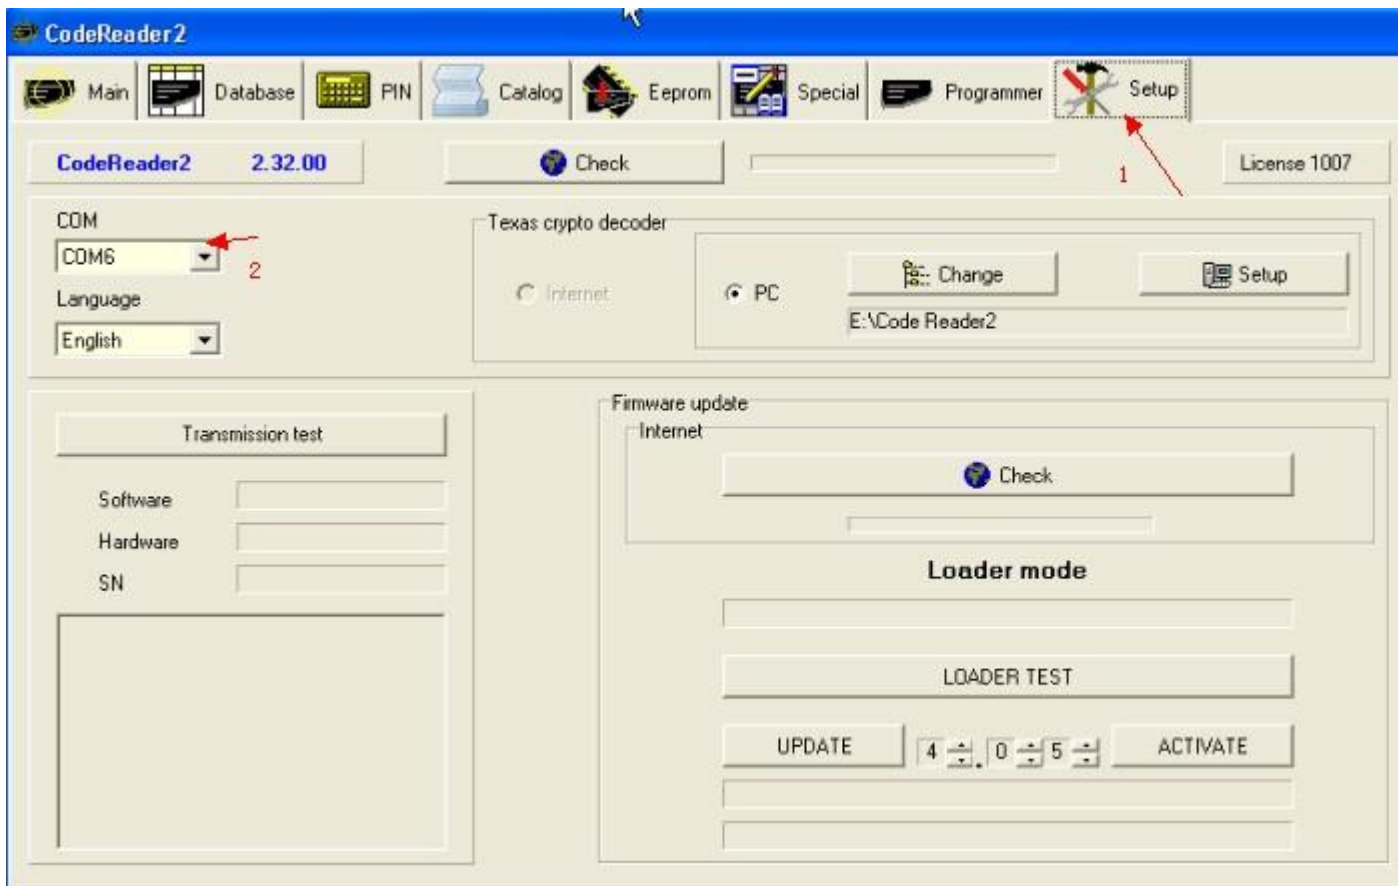 CodeReader2
Main Database PIN Catalog Eeprom Special Programmer Setup
CodeReader2 2.32.00 Check License 1007
1
COM
COM6
2
Language
English
Texas crypto decoder
Internet PC Change Setup
E:\Code Reader2
Transmission test
Software
Hardware
SN
Firmware update
Internet
Check
Loader mode
LOADER TEST
UPDATE 4.05 ACTIVATE